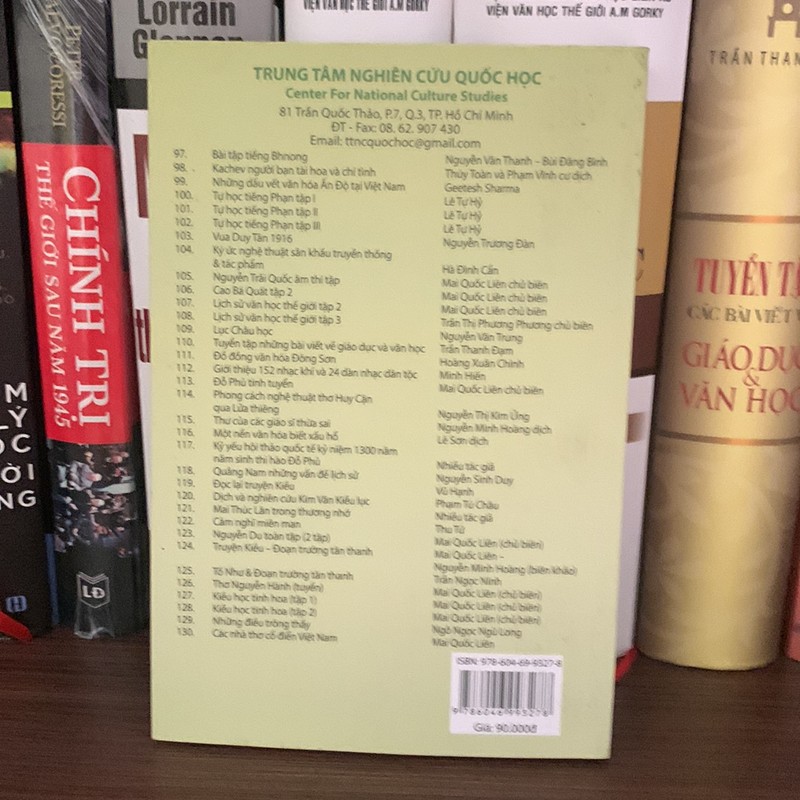 Lorrain
VIỆN VĂN HỌC THẾ GIỚI A.M GORKY
VIỆN VĂN HỌC THẾ GIỚI A.M GORKY
TRẦN THAN
CHÍNH TRỊ
THẾ GIỚI SAU NĂM 1945
LĐ
TUYỂN TẬ
CÁC BÀI VIẾT V
GIÁO DỤC
&
VĂN HỌC
TRUNG TÂM NGHIÊN CỨU QUỐC HỌC
Center For National Culture Studies
81 Trần Quốc Thảo, P.7, Q.3, TP. Hồ Chí Minh
ĐT - Fax: 08. 62. 907 430
Email: ttncquochoc@gmail.com
97. Bài tập tiếng Bhnong Nguyễn Văn Thanh – Bùi Đăng Bình
98. Kachev người bạn tài hoa và chí tình Thúy Toàn và Phạm Vĩnh cư dịch
99. Những dấu vết văn hóa Ấn Độ tại Việt Nam Geetesh Sharma
100. Tự học tiếng Phạn tập I Lê Tự Hỷ
101. Tự học tiếng Phạn tập II Lê Tự Hỷ
102. Tự học tiếng Phạn tập III Lê Tự Hỷ
103. Vua Duy Tân 1916 Nguyễn Trương Đàn
104. Ký ức nghệ thuật sân khấu truyền thống
& tác phẩm Hà Đình Cẩn
105. Nguyễn Trãi Quốc âm thi tập Mai Quốc Liên chủ biên
106. Cao Bá Quát tập 2 Mai Quốc Liên chủ biên
107. Lịch sử văn học thế giới tập 2 Mai Quốc Liên chủ biên
108. Lịch sử văn học thế giới tập 3 Trần Thị Phương Phương chủ biên
109. Lục Châu học Nguyễn Văn Trung
110. Tuyển tập những bài viết về giáo dục và văn học Trần Thanh Đạm
111. Đồ đồng văn hóa Đông Sơn Hoàng Xuân Chinh
112. Giới thiệu 152 nhạc khí và 24 dàn nhạc dân tộc Minh Hiến
113. Đỗ Phủ tinh tuyển Mai Quốc Liên chủ biên
114. Phong cách nghệ thuật thơ Huy Cận
qua Lửa thiêng Nguyễn Thị Kim Ửng
115. Thư của các giáo sĩ thừa sai Nguyễn Minh Hoàng dịch
116. Một nền văn hóa biết xấu hổ Lê Sơn dịch
117. Kỷ yếu hội thảo quốc tế kỷ niệm 1300 năm
năm sinh thi hào Đỗ Phủ Nhiều tác giả
118. Quảng Nam những vấn đề lịch sử Nguyễn Sinh Duy
119. Đọc lại truyện Kiều Vũ Hạnh
120. Dịch và nghiên cứu Kim Vân Kiều lục Phạm Tú Châu
121. Mai Thúc Lân trong thương nhớ Nhiều tác giả
122. Cảm nghĩ miên man Thu Tứ
123. Nguyễn Du toàn tập (2 tập) Mai Quốc Liên (chủ biên)
124. Truyện Kiều – Đoạn trường tân thanh Mai Quốc Liên –
Nguyễn Minh Hoàng (biên khảo)
125. Tố Như & Đoạn trường tân thanh Trần Ngọc Ninh
126. Thơ Nguyễn Hành (tuyển) Mai Quốc Liên (chủ biên)
127. Kiều học tinh hoa (tập 1) Mai Quốc Liên (chủ biên)
128. Kiều học tinh hoa (tập 2) Mai Quốc Liên (chủ biên)
129. Những điều trông thấy Ngô Ngọc Ngũ Long
130. Các nhà thơ cổ điển Việt Nam Mai Quốc Liên
ISBN: 978-604-69-9327-8
9 786046 993278
Giá: 90.000đ